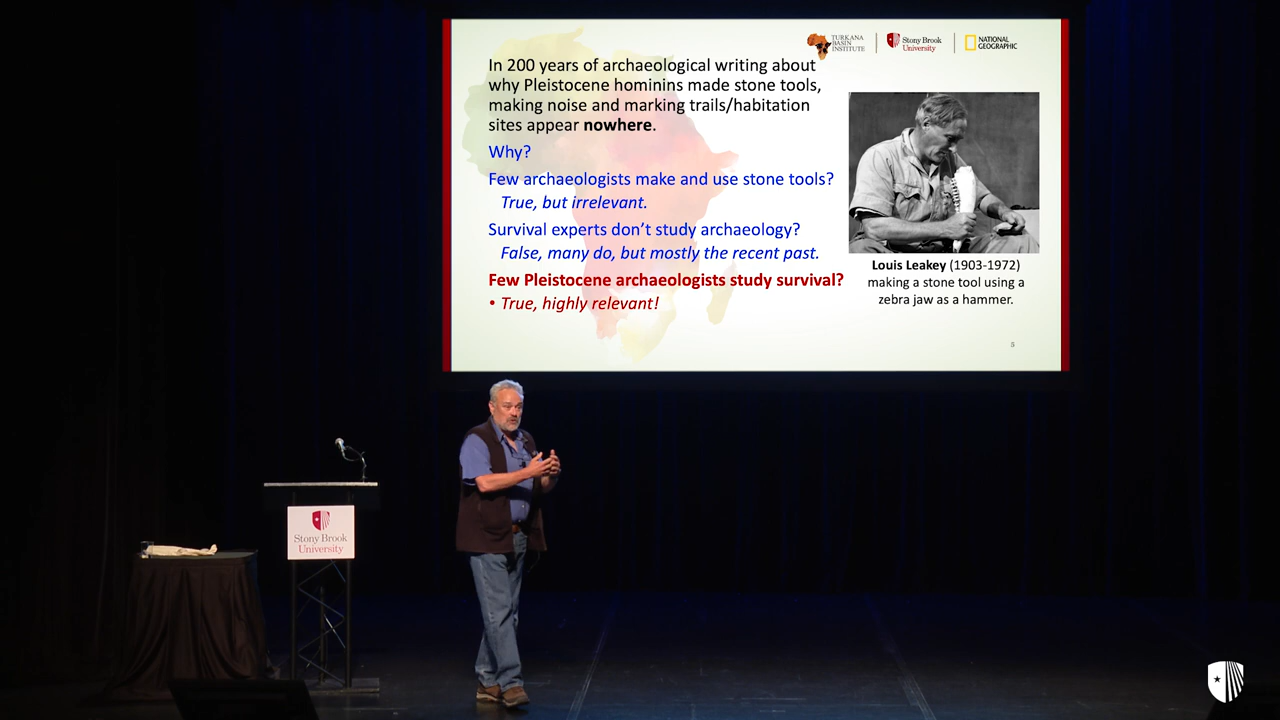 TURKANA
BASIN
INSTITUTE
Stony Brook
University
NATIONAL
GEOGRAPHIC
In 200 years of archaeological writing about
why Pleistocene hominins made stone tools,
making noise and marking trails/habitation
sites appear nowhere.
Why?
Few archaeologists make and use stone tools?
True, but irrelevant.
Survival experts don’t study archaeology?
False, many do, but mostly the recent past.
Few Pleistocene archaeologists study survival?
• True, highly relevant!
Louis Leakey (1903-1972)
making a stone tool using a
zebra jaw as a hammer.
5
Stony Brook
University